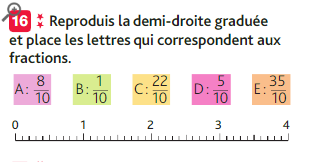 16 Reproduis la demi-droite graduée
et place les lettres qui correspondent aux
fractions.
A: 8/10 B: 1/10 C: 22/10 D: 5/10 E: 35/10
0 1 2 3 4